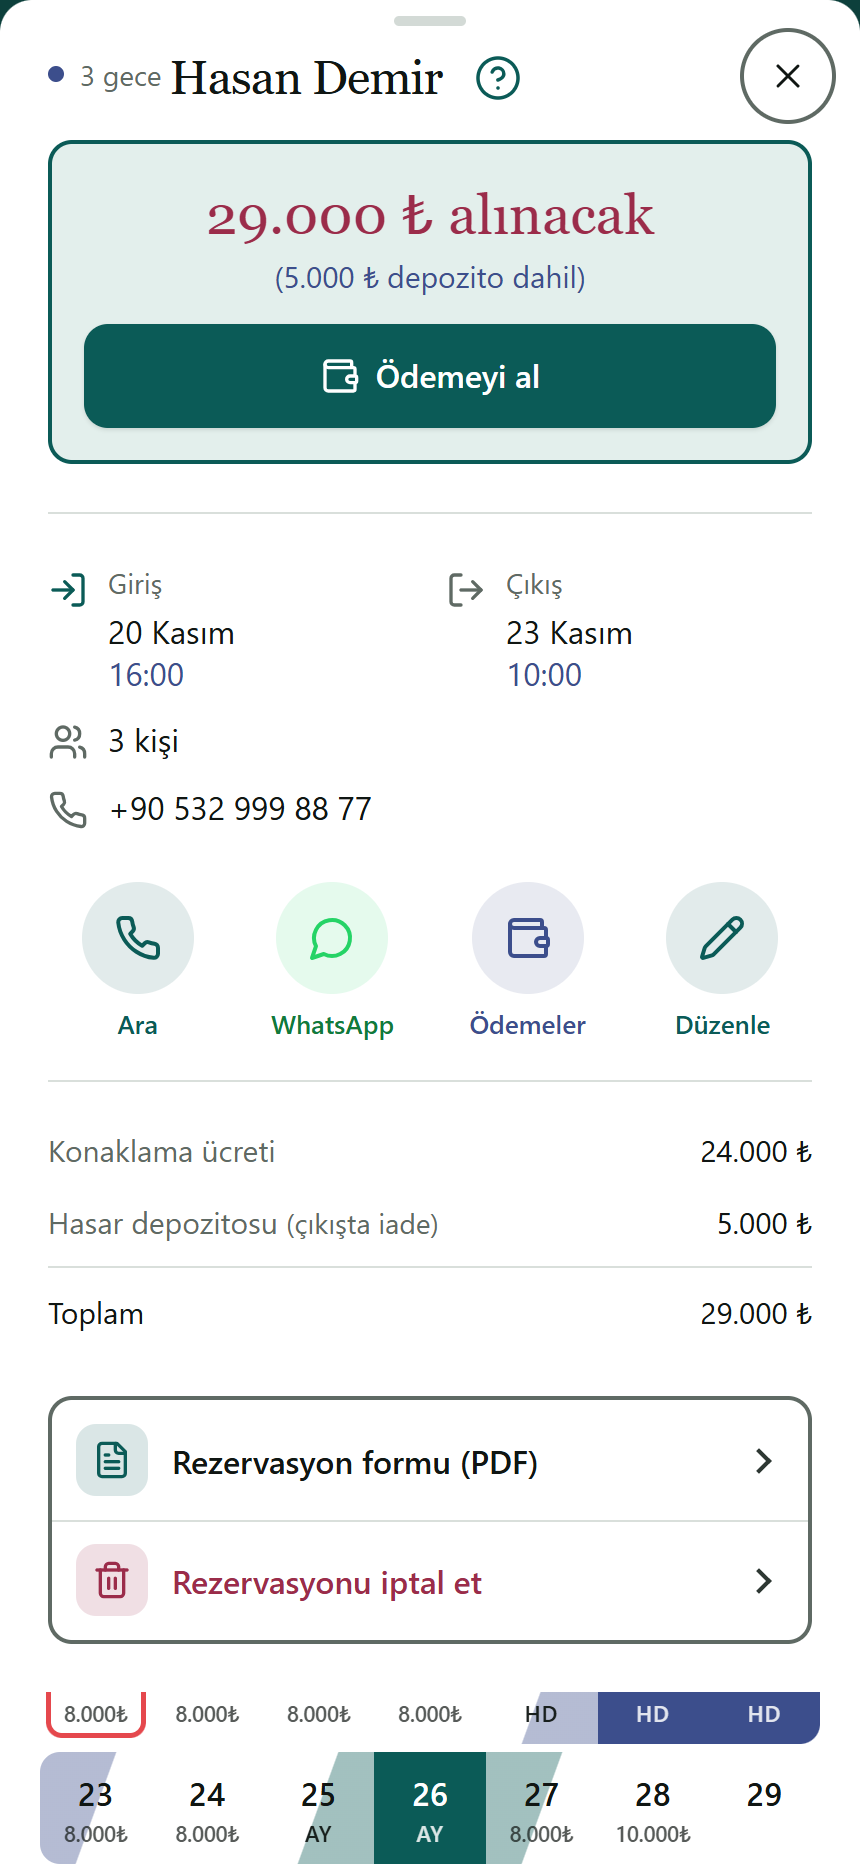 3 gece Hasan Demir
29.000 ₺ alınacak
(5.000 ₺ depozito dahil)
Ödemeyi al
Giriş
20 Kasım
16:00
Çıkış
23 Kasım
10:00
3 kişi
+90 532 999 88 77
Ara WhatsApp Ödemeler Düzenle
Konaklama ücreti 24.000 ₺
Hasar depozitosu (çıkışta iade) 5.000 ₺
Toplam 29.000 ₺
Rezervasyon formu (PDF)
Rezervasyonu iptal et
8.000₺ 8.000₺ 8.000₺ 8.000₺ HD HD HD
23 24 25 26 27 28 29
8.000₺ 8.000₺ AY AY 8.000₺ 10.000₺